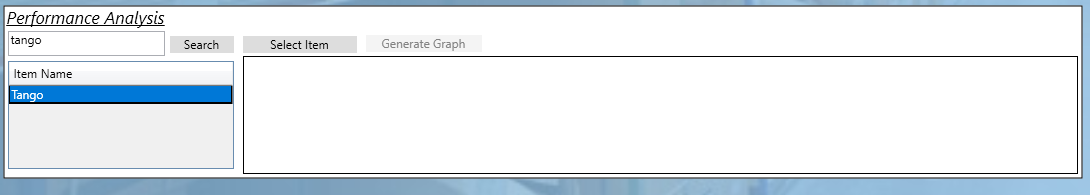 Performance Analysis
tango
Search
Select Item
Generate Graph
Item Name
Tango